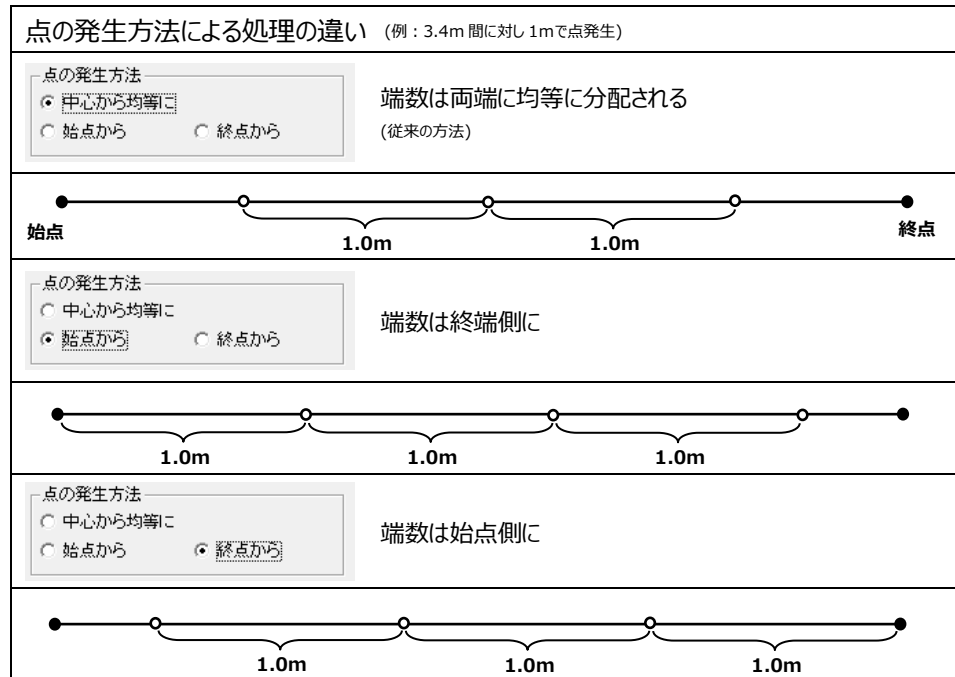 点の発生方法による処理の違い (例：3.4m 間に対し 1mで点発生)
点の発生方法
中心から均等に
始点から 終点から
端数は両端に均等に分配される
(従来の方法)
始点 1.0m 1.0m 終点
点の発生方法
中心から均等に
始点から 終点から
端数は終端側に
1.0m 1.0m 1.0m
点の発生方法
中心から均等に
始点から 終点から
端数は始点側に
1.0m 1.0m 1.0m